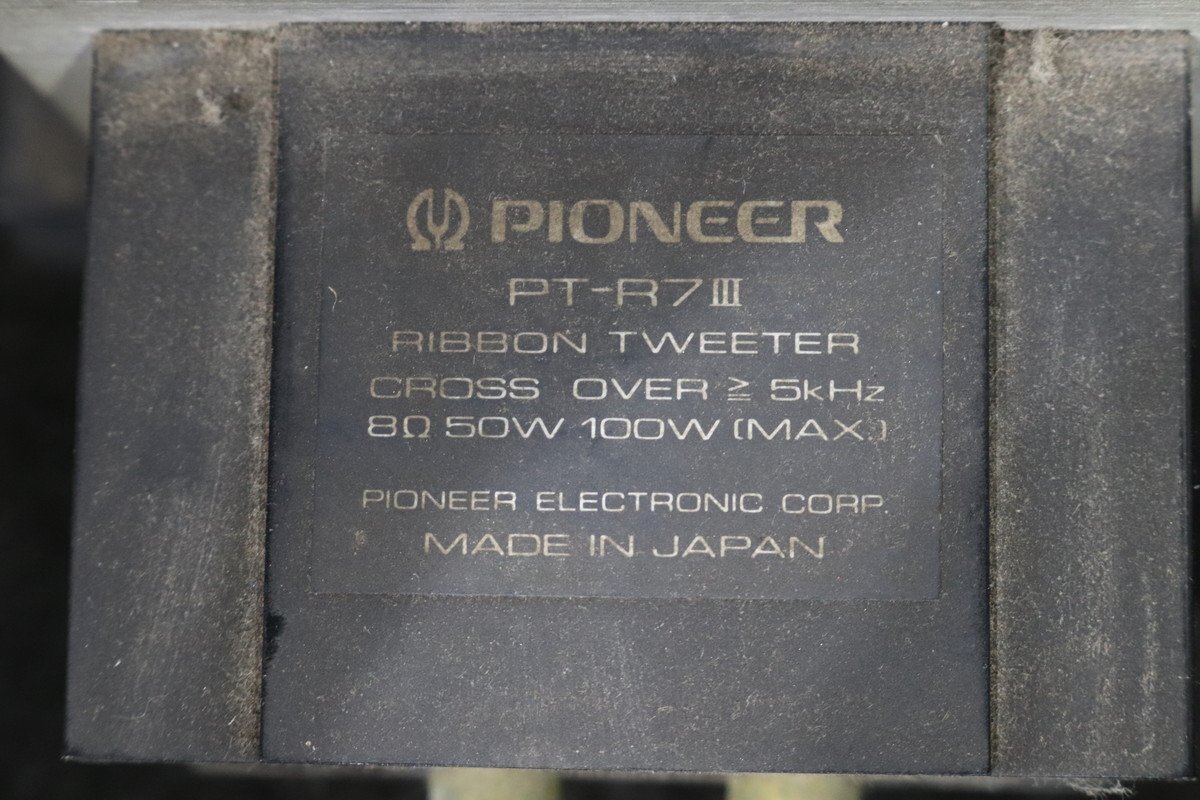 PIONEER
PT-R7III
RIBBON TWEETER
CROSS OVER ≧ 5kHz
8Ω 50W 100W (MAX.)
PIONEER ELECTRONIC CORP.
MADE IN JAPAN